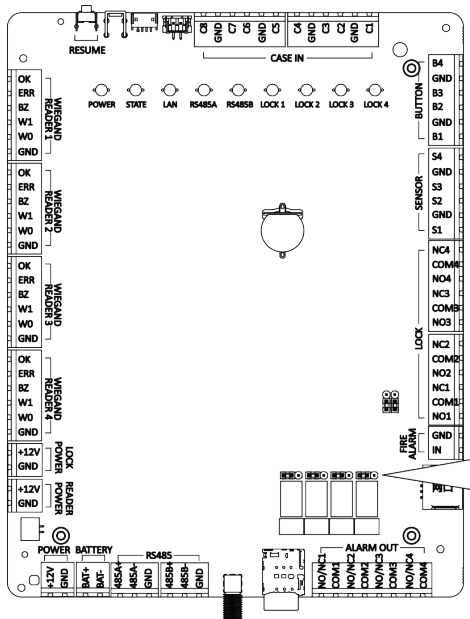 RESUME
C8 GND C7 C6 GND C5
C4 GND C3 C2 GND C1
CASE IN
POWER STATE LAN RS485A RS485B LOCK 1 LOCK 2 LOCK 3 LOCK 4
OK
ERR
BZ
W1
W0
GND
WIEGAND
READER 1
OK
ERR
BZ
W1
W0
GND
WIEGAND
READER 2
OK
ERR
BZ
W1
W0
GND
WIEGAND
READER 3
OK
ERR
BZ
W1
W0
GND
WIEGAND
READER 4
+12V
GND
LOCK
POWER
+12V
GND
READER
POWER
B4
GND
B3
B2
GND
B1
BUTTON
S4
GND
S3
S2
GND
S1
SENSOR
NC4
COM4
NO4
NC3
COM3
NO3
NC2
COM2
NO2
NC1
COM1
NO1
LOCK
GND
IN
FIRE
ALARM
POWER
+12V GND
BATTERY
BAT+ BAT-
RS485
485A+ 485A- GND
485B+ 485B- GND
ALARM OUT
NO/NC1 COM1 NO/NC2 COM2 NO/NC3 COM3 NO/NC4 COM4